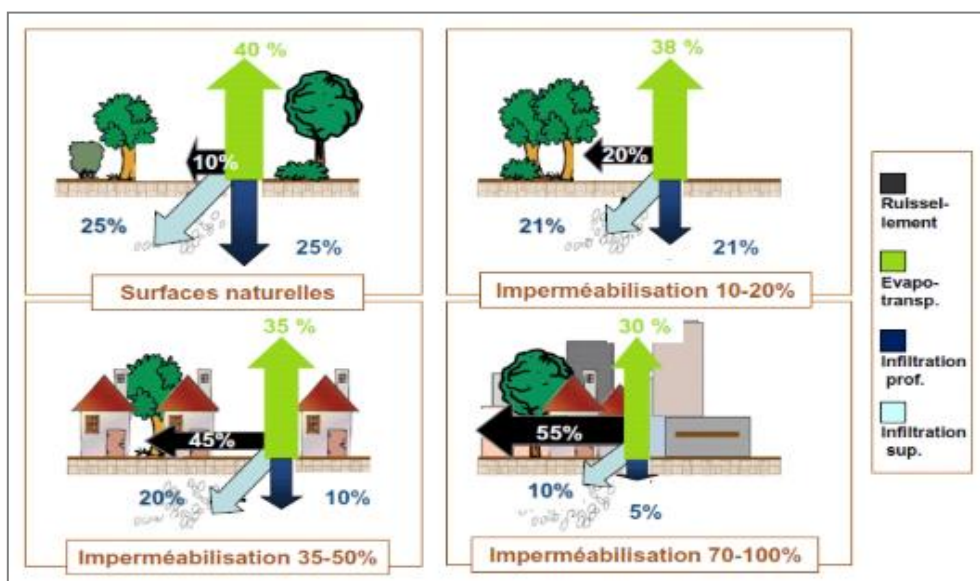 40 %
10%
25%
25%
Surfaces naturelles
38 %
20%
21%
21%
Imperméabilisation 10-20%
35 %
45%
20%
10%
Imperméabilisation 35-50%
30 %
55%
10%
5%
Imperméabilisation 70-100%
Ruissel-
lement
Evapo-
transp.
Infiltration
prof.
Infiltration
sup.